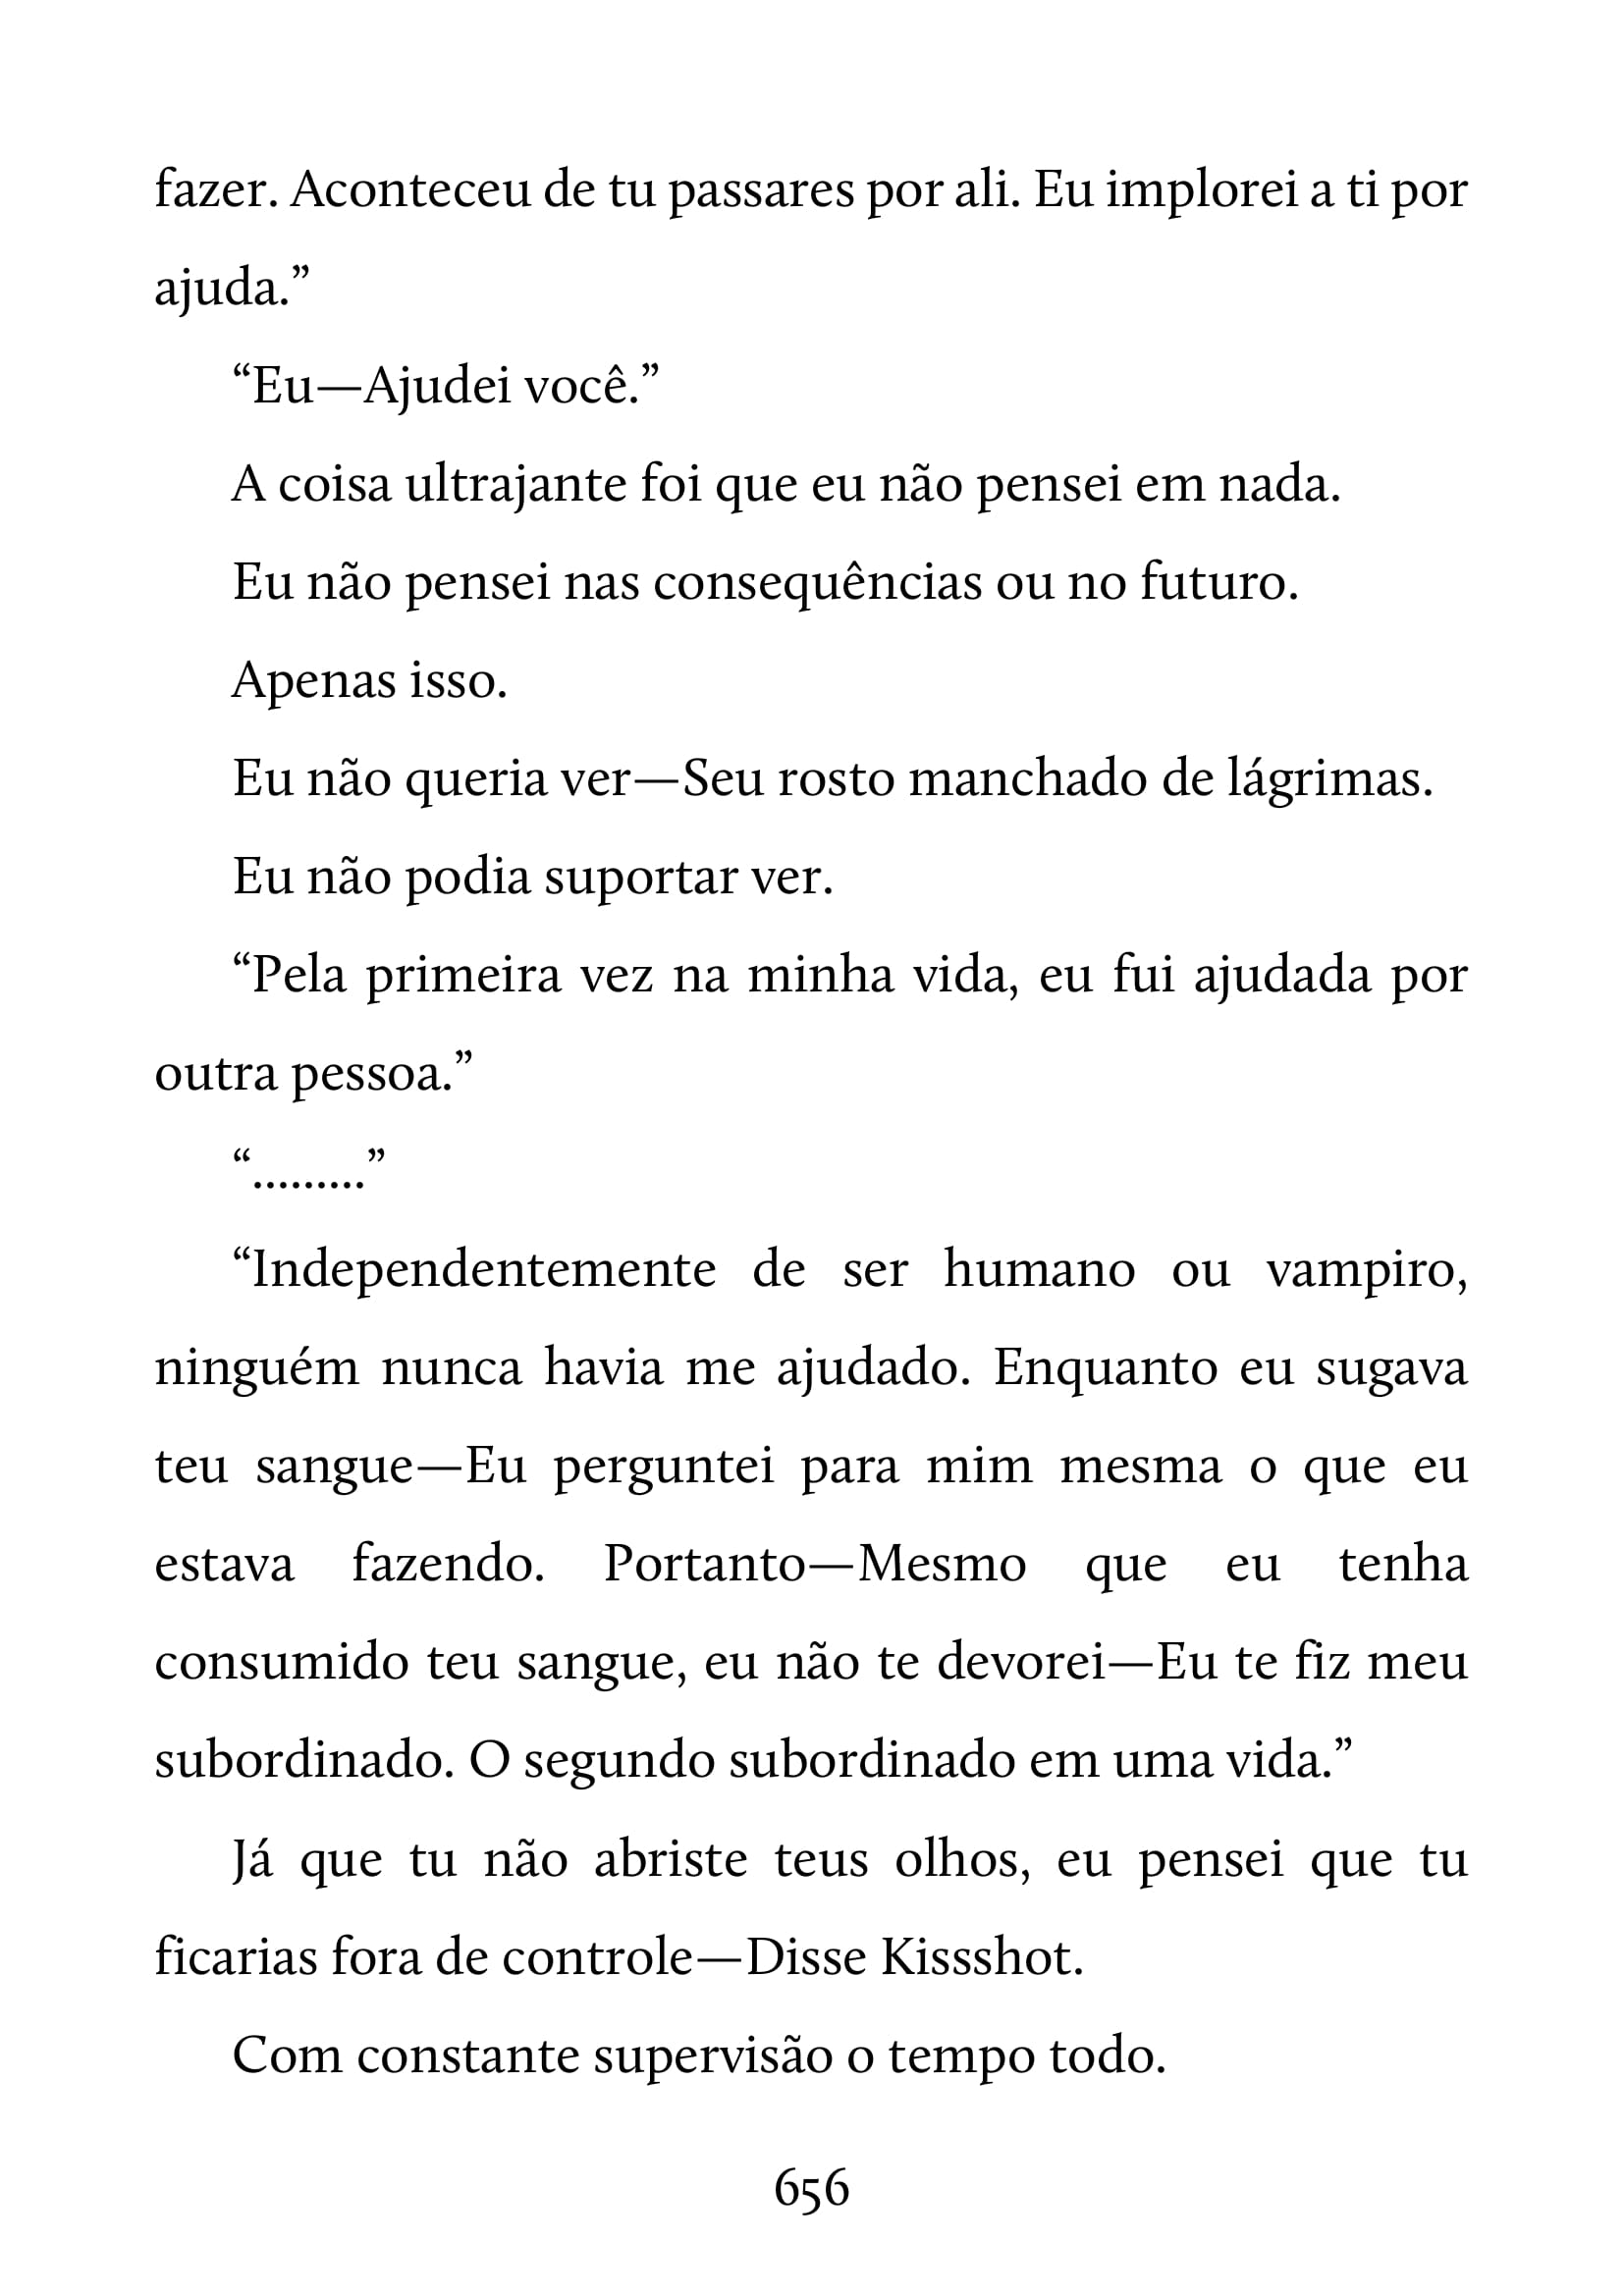 fazer. Aconteceu de tu passares por ali. Eu implorei a ti por
ajuda.”
“Eu—Ajudei você.”
A coisa ultrajante foi que eu não pensei em nada.
Eu não pensei nas consequências ou no futuro.
Apenas isso.
Eu não queria ver—Seu rosto manchado de lágrimas.
Eu não podia suportar ver.
“Pela primeira vez na minha vida, eu fui ajudada por
outra pessoa.”
“.........”
“Independentemente de ser humano ou vampiro,
ninguém nunca havia me ajudado. Enquanto eu sugava
teu sangue—Eu perguntei para mim mesma o que eu
estava fazendo. Portanto—Mesmo que eu tenha
consumido teu sangue, eu não te devorei—Eu te fiz meu
subordinado. O segundo subordinado em uma vida.”
Já que tu não abriste teus olhos, eu pensei que tu
ficarias fora de controle—Disse Kissshot.
Com constante supervisão o tempo todo.
656